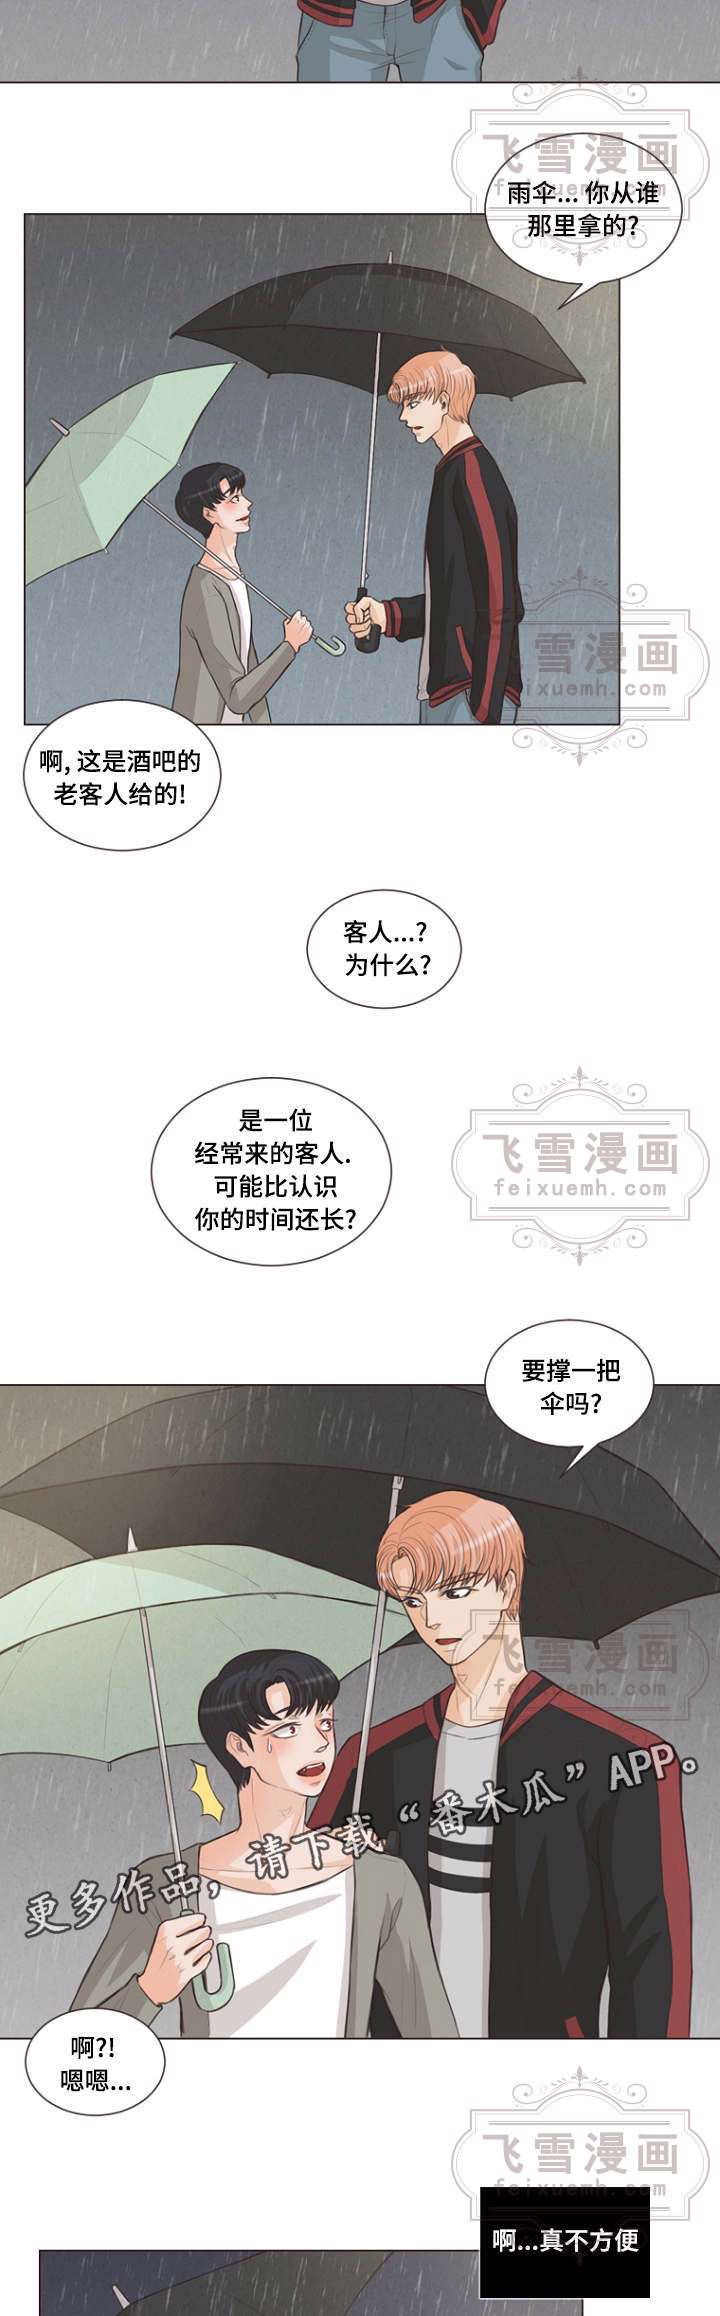 飞雪漫画
feixuemh.com
雨伞... 你从谁
那里拿的?
飞雪漫画
feixuemh.com
啊, 这是酒吧的
老客人给的!
客人...?
为什么?
是一位
经常来的客人.
可能比认识
你的时间还长?
飞雪漫画
feixuemh.com
要撑一把
伞吗?
飞雪漫画
feixuemh.com
更多作品，请下载“番木瓜”APP。
啊?!
嗯嗯...
飞雪漫画
feixuemh.com
啊...真不方便